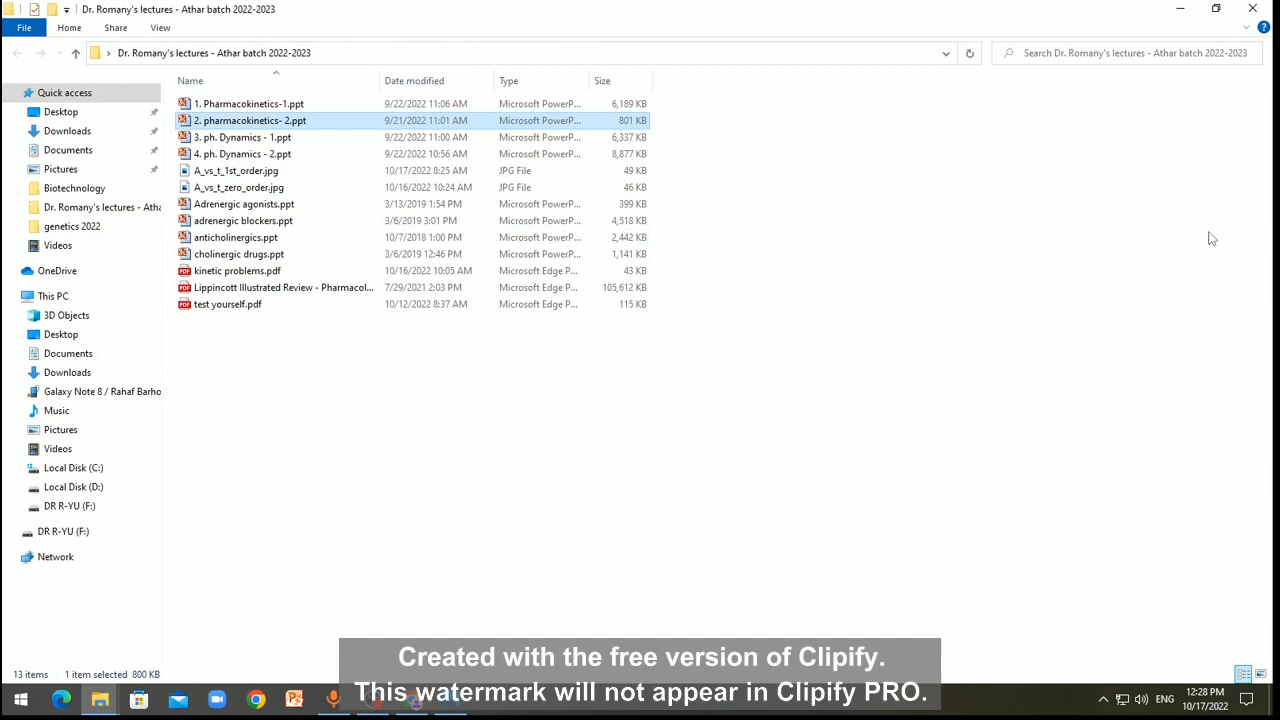 Dr. Romany's lectures - Athar batch 2022-2023
File Home Share View
Dr. Romany's lectures - Athar batch 2022-2023 Search Dr. Romany's lectures - Athar batch 2022-2023
Name Date modified Type Size
Quick access
Desktop
Downloads
Documents
Pictures
Biotechnology
Dr. Romany's lectures - Atha
genetics 2022
Videos
OneDrive
This PC
3D Objects
Desktop
Documents
Downloads
Galaxy Note 8 / Rahaf Barho
Music
Pictures
Videos
Local Disk (C:)
Local Disk (D:)
DR R-YU (F:)
DR R-YU (F:)
Network
1. Pharmacokinetics-1.ppt 9/22/2022 11:06 AM Microsoft PowerP... 6,189 KB
2. pharmacokinetics- 2.ppt 9/21/2022 11:01 AM Microsoft PowerP... 801 KB
3. ph. Dynamics - 1.ppt 9/22/2022 11:00 AM Microsoft PowerP... 6,337 KB
4. ph. Dynamics - 2.ppt 9/22/2022 10:56 AM Microsoft PowerP... 8,877 KB
A_vs_t_1st_order.jpg 10/17/2022 8:25 AM JPG File 49 KB
A_vs_t_zero_order.jpg 10/16/2022 10:24 AM JPG File 46 KB
Adrenergic agonists.ppt 3/13/2019 1:54 PM Microsoft PowerP... 399 KB
adrenergic blockers.ppt 3/6/2019 3:01 PM Microsoft PowerP... 4,518 KB
anticholinergics.ppt 10/7/2018 1:00 PM Microsoft PowerP... 2,442 KB
cholinergic drugs.ppt 3/6/2019 12:46 PM Microsoft PowerP... 1,141 KB
kinetic problems.pdf 10/16/2022 10:05 AM Microsoft Edge P... 43 KB
Lippincott Illustrated Review - Pharmacol... 7/29/2021 2:03 PM Microsoft Edge P... 105,612 KB
test yourself.pdf 10/12/2022 8:37 AM Microsoft Edge P... 115 KB
13 items 1 item selected 800 KB
Created with the free version of Clipify.
This watermark will not appear in Clipify PRO.
ENG
12:28 PM
10/17/2022